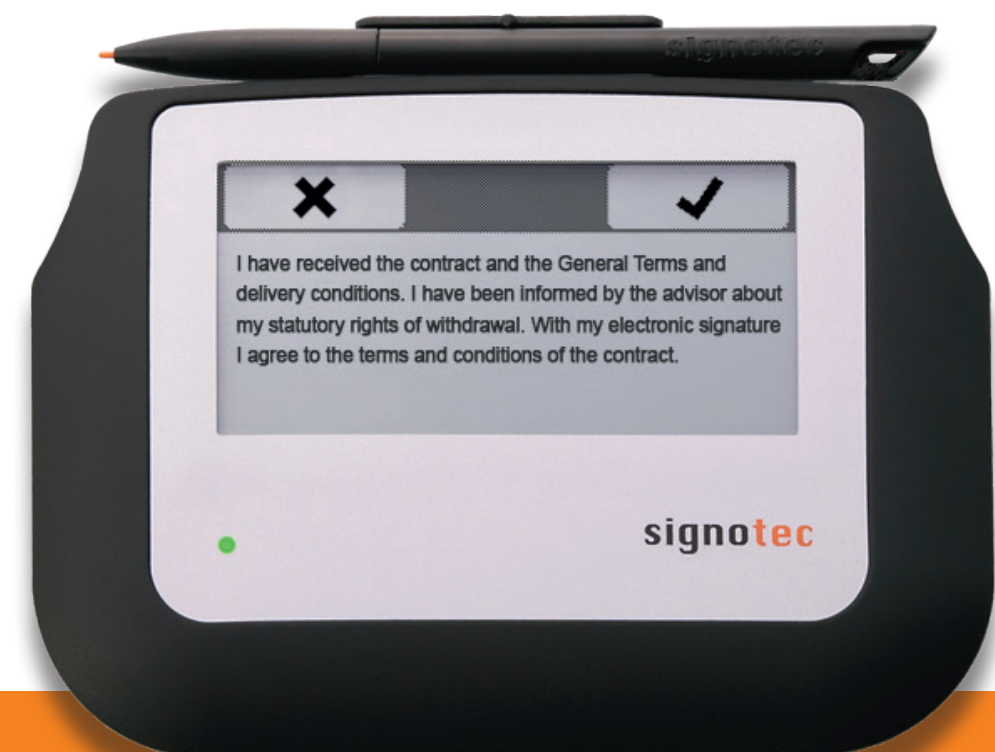 signotec
I have received the contract and the General Terms and
delivery conditions. I have been informed by the advisor about
my statutory rights of withdrawal. With my electronic signature
I agree to the terms and conditions of the contract.
signotec